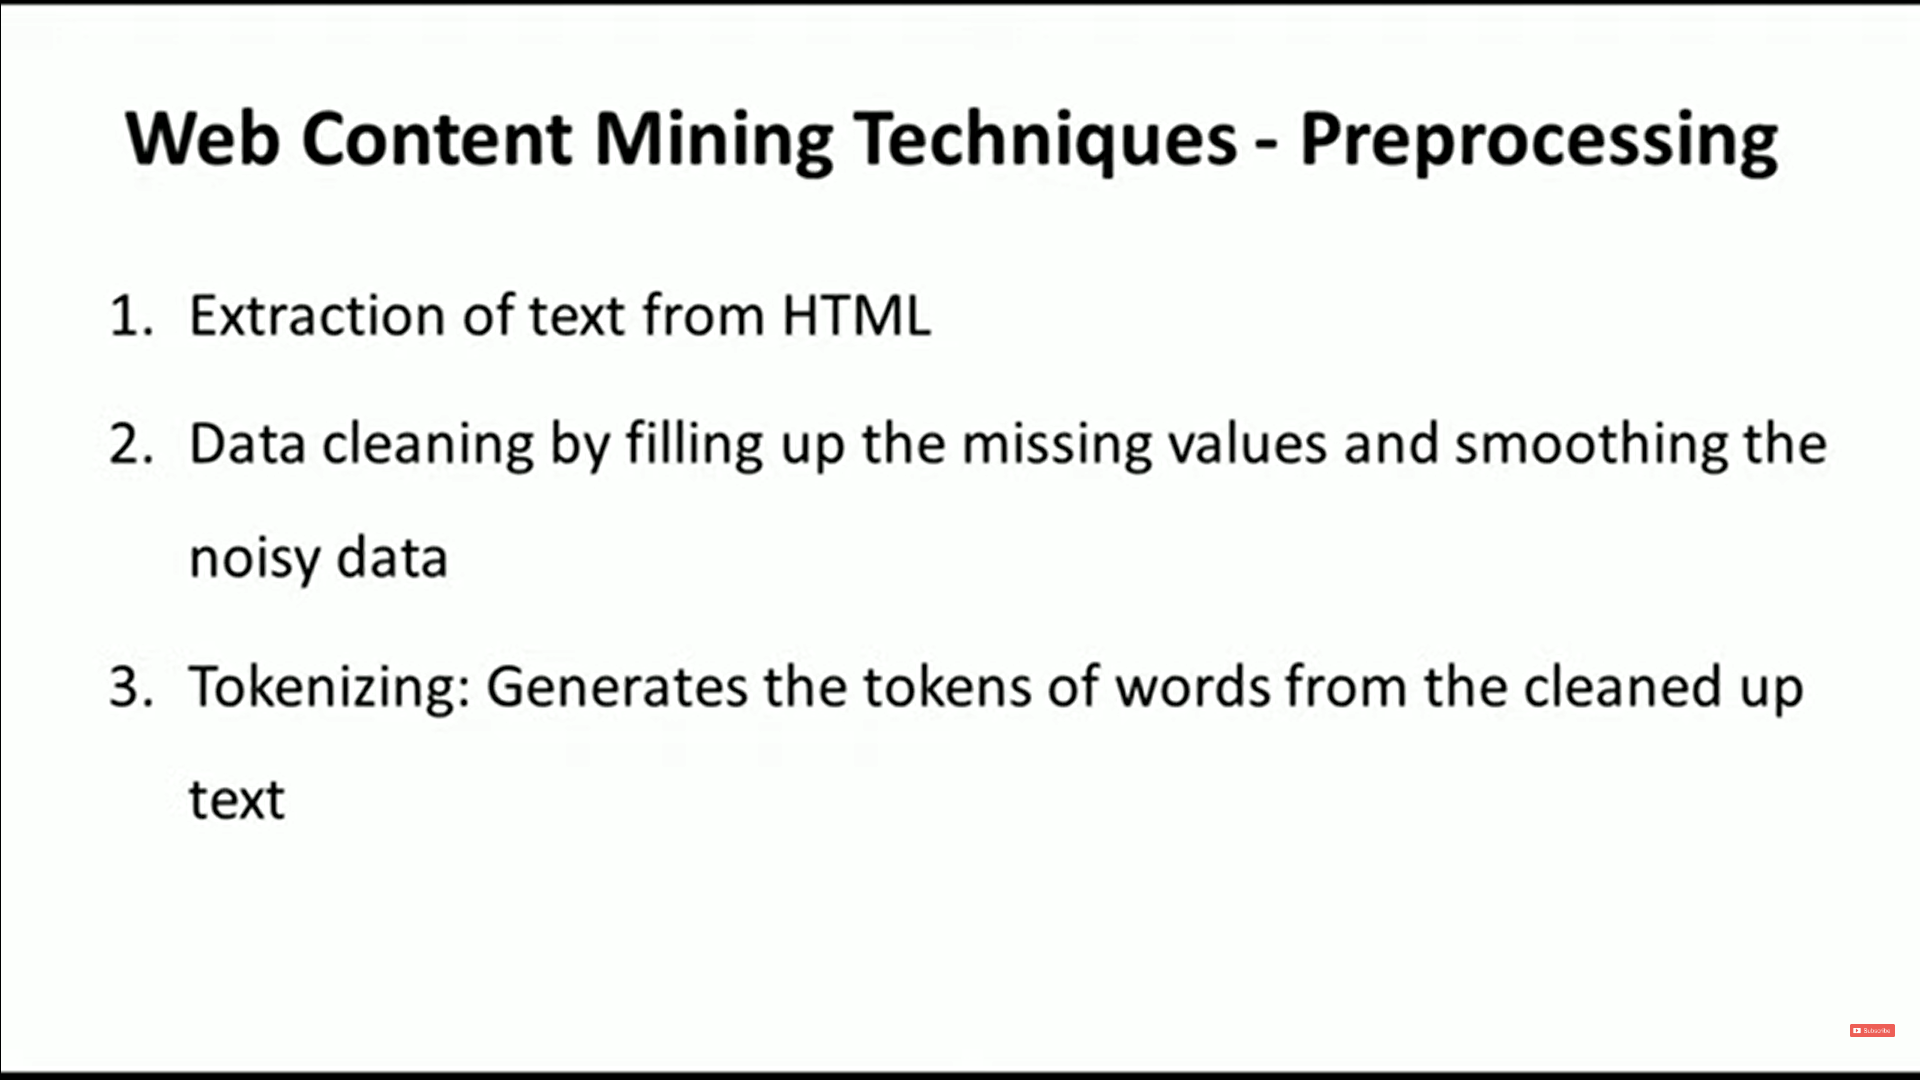 Web Content Mining Techniques - Preprocessing
1. Extraction of text from HTML
2. Data cleaning by filling up the missing values and smoothing the
noisy data
3. Tokenizing: Generates the tokens of words from the cleaned up
text
Subscribe